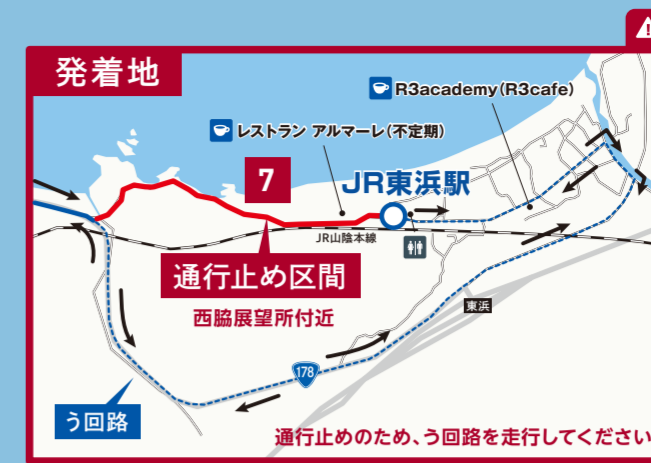 発着地
R3academy(R3cafe)
レストラン アルマーレ(不定期)
7
JR東浜駅
JR山陰本線
通行止め区間
西脇展望所付近
東浜
178
う回路
通行止めのため、う回路を走行してください